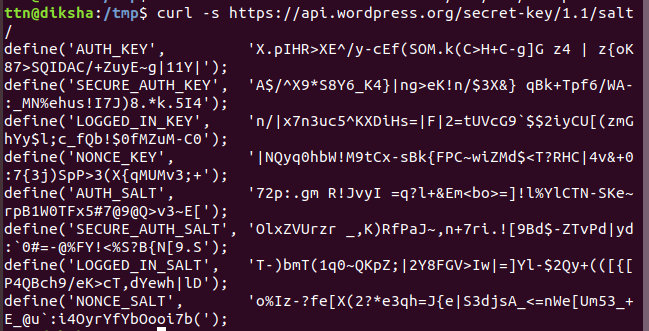 ttn@diksha:/tmp$ curl -s https://api.wordpress.org/secret-key/1.1/salt
/
define('AUTH_KEY',         'X.pIHR>XE^/y-cEf(SOM.k(C>H+C-g]G z4 | z{oK
87>SQIDAC/+ZuyE~g|11Y|');
define('SECURE_AUTH_KEY',  'A$/^X9*S8Y6_K4}|ng>eK!n/$3X&} qBk+Tpf6/WA-
:_MN%ehus!I7J)8.*k.5I4');
define('LOGGED_IN_KEY',    'n/|x7n3uc5^KXDiHs=|F|2=tUVcG9`$$2iyCU[(zmG
hYy$l;c_fQb!$0fMZuM-C0');
define('NONCE_KEY',        '|NQyq0hbW!M9tCx-sBk{FPC~wiZMd$<T?RHC|4v&+0
:7{3j)SpP>3(X{qMUMv3;+');
define('AUTH_SALT',        '72p:.gm R!JvyI =q?l+&Em<bo>=]!l%YlCTN-SKe~
rpB1W0TFx5#7@9@Q>v3~E[');
define('SECURE_AUTH_SALT', 'OlxZVUrzr _,K)RfPaJ~,n+7ri.![9Bd$-ZTvPd|yd
:`0#=-@%FY!<%S?B{N[9.S');
define('LOGGED_IN_SALT',   'T-)bmT(1q0~QKpZ;|2Y8FGV>Iw|=]Yl-$2Qy+(([{[
P4QBch9/eK>cT,dYewh|lD');
define('NONCE_SALT',       'o%Iz-?fe[X(2?*e3qh=J{e|S3djsA_<=nWe[Um53_+
E_@u`:i4OyrYfYbOooi7b(');